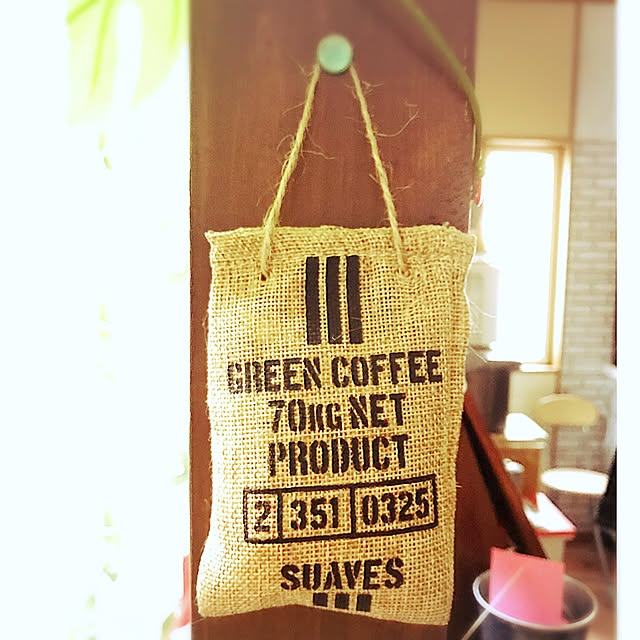 GREEN COFFEE
70KG NET
PRODUCT
2 351 0325
SUAVES